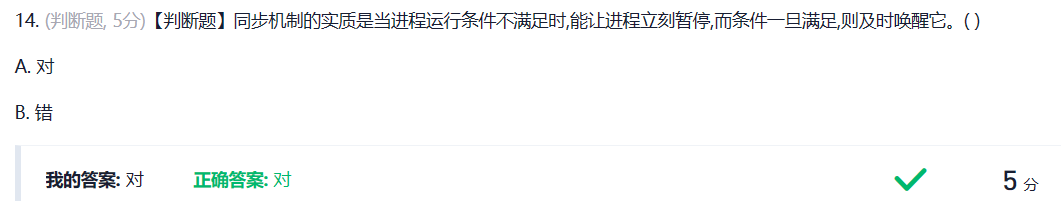 14. (判断题, 5分)【判断题】同步机制的实质是当进程运行条件不满足时,能让进程立刻暂停,而条件一旦满足,则及时唤醒它。( )
A. 对
B. 错
我的答案: 对 正确答案: 对 5 分